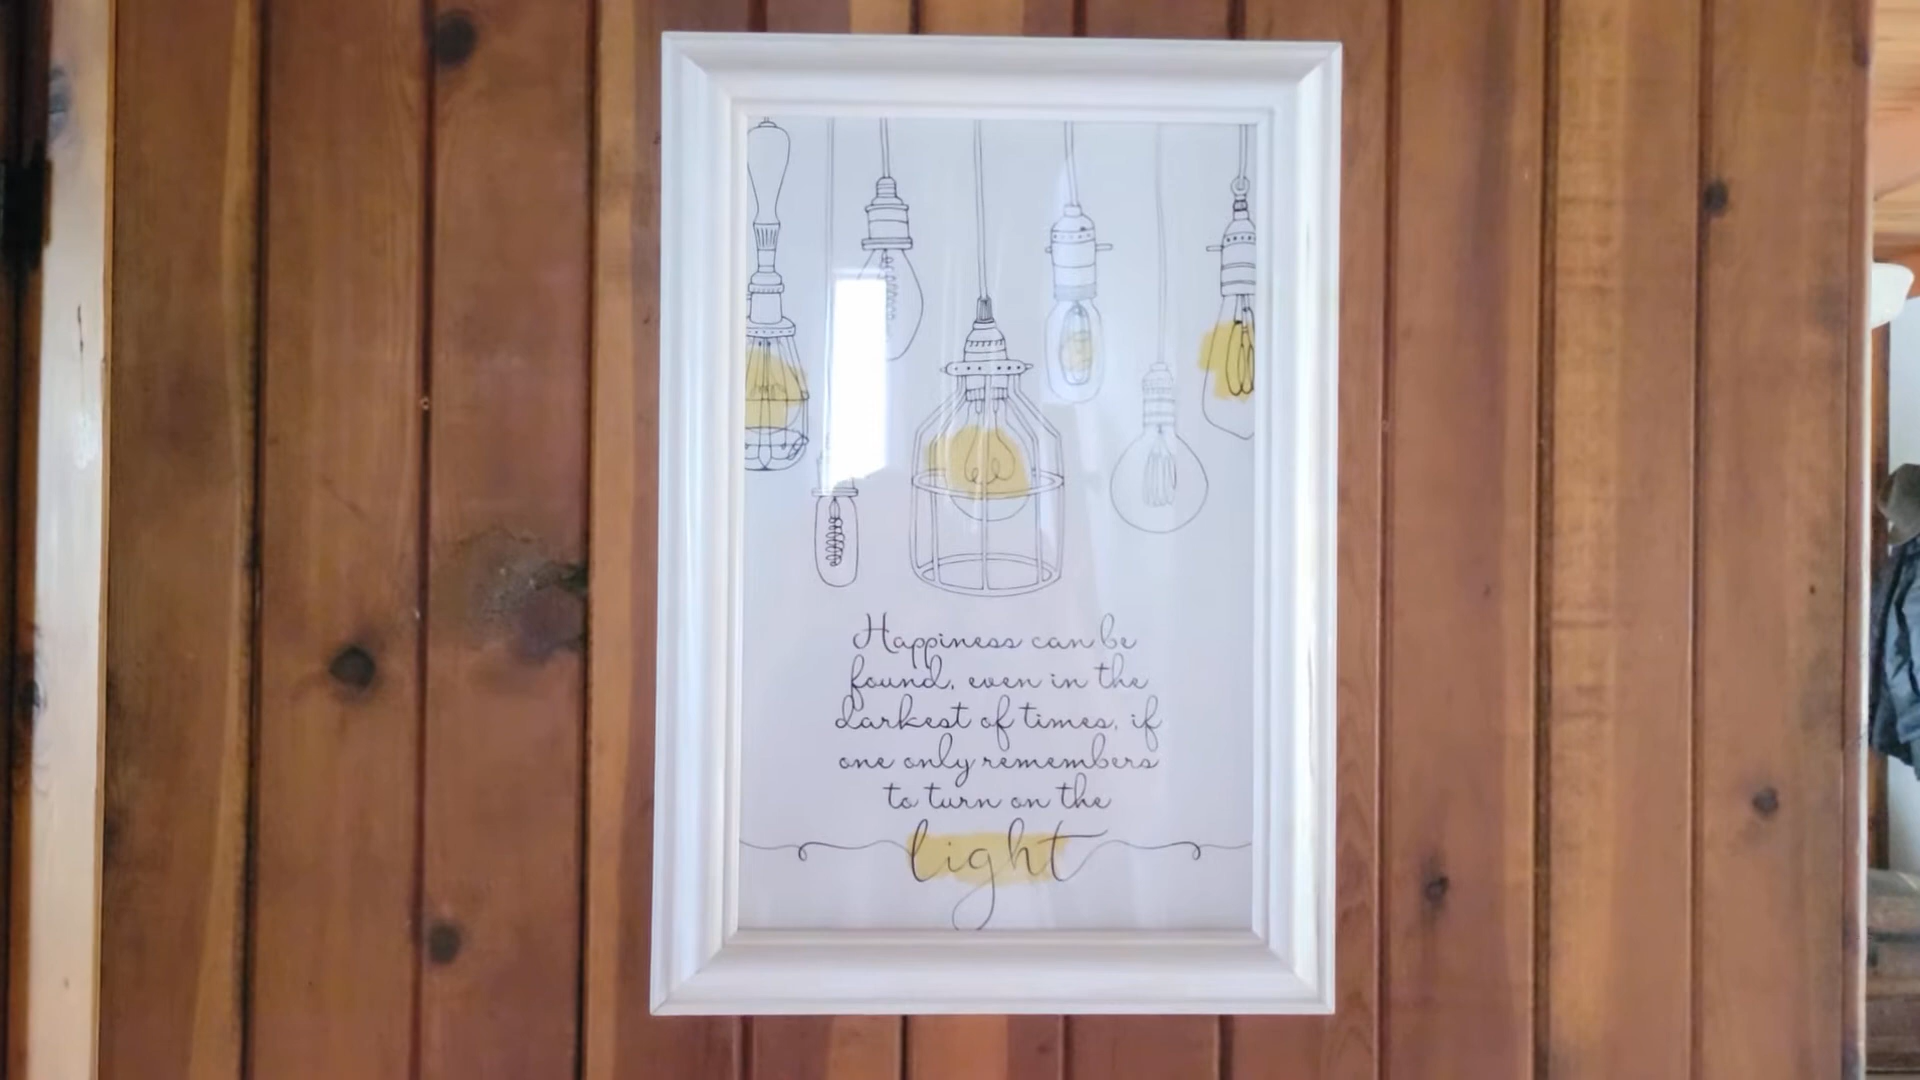 Happiness can be
found, even in the
darkest of times, if
one only remembers
to turn on the
light